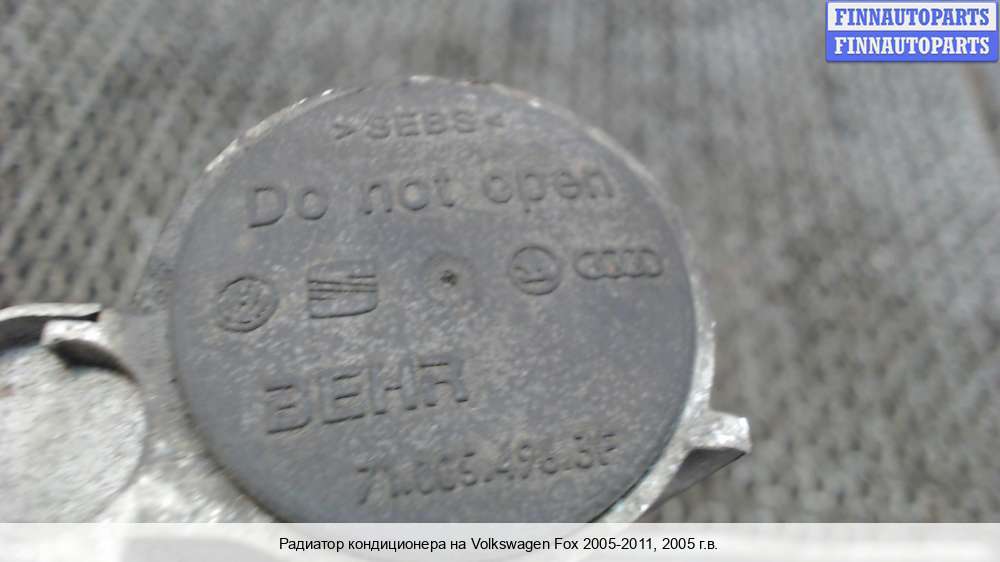 FINNAUTOPARTS
FINNAUTOPARTS
>SEBS<
Do not open
BEHR
Радиатор кондиционера на Volkswagen Fox 2005-2011, 2005 г.в.